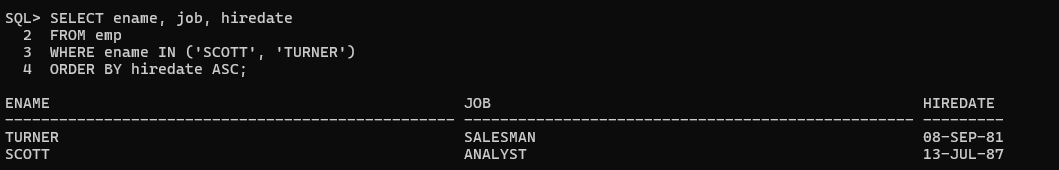 SQL> SELECT ename, job, hiredate
  2  FROM emp
  3  WHERE ename IN ('SCOTT', 'TURNER')
  4  ORDER BY hiredate ASC;

ENAME                                              JOB                                                HIREDATE
-------------------------------------------------- -------------------------------------------------- ---------
TURNER                                             SALESMAN                                           08-SEP-81
SCOTT                                              ANALYST                                            13-JUL-87